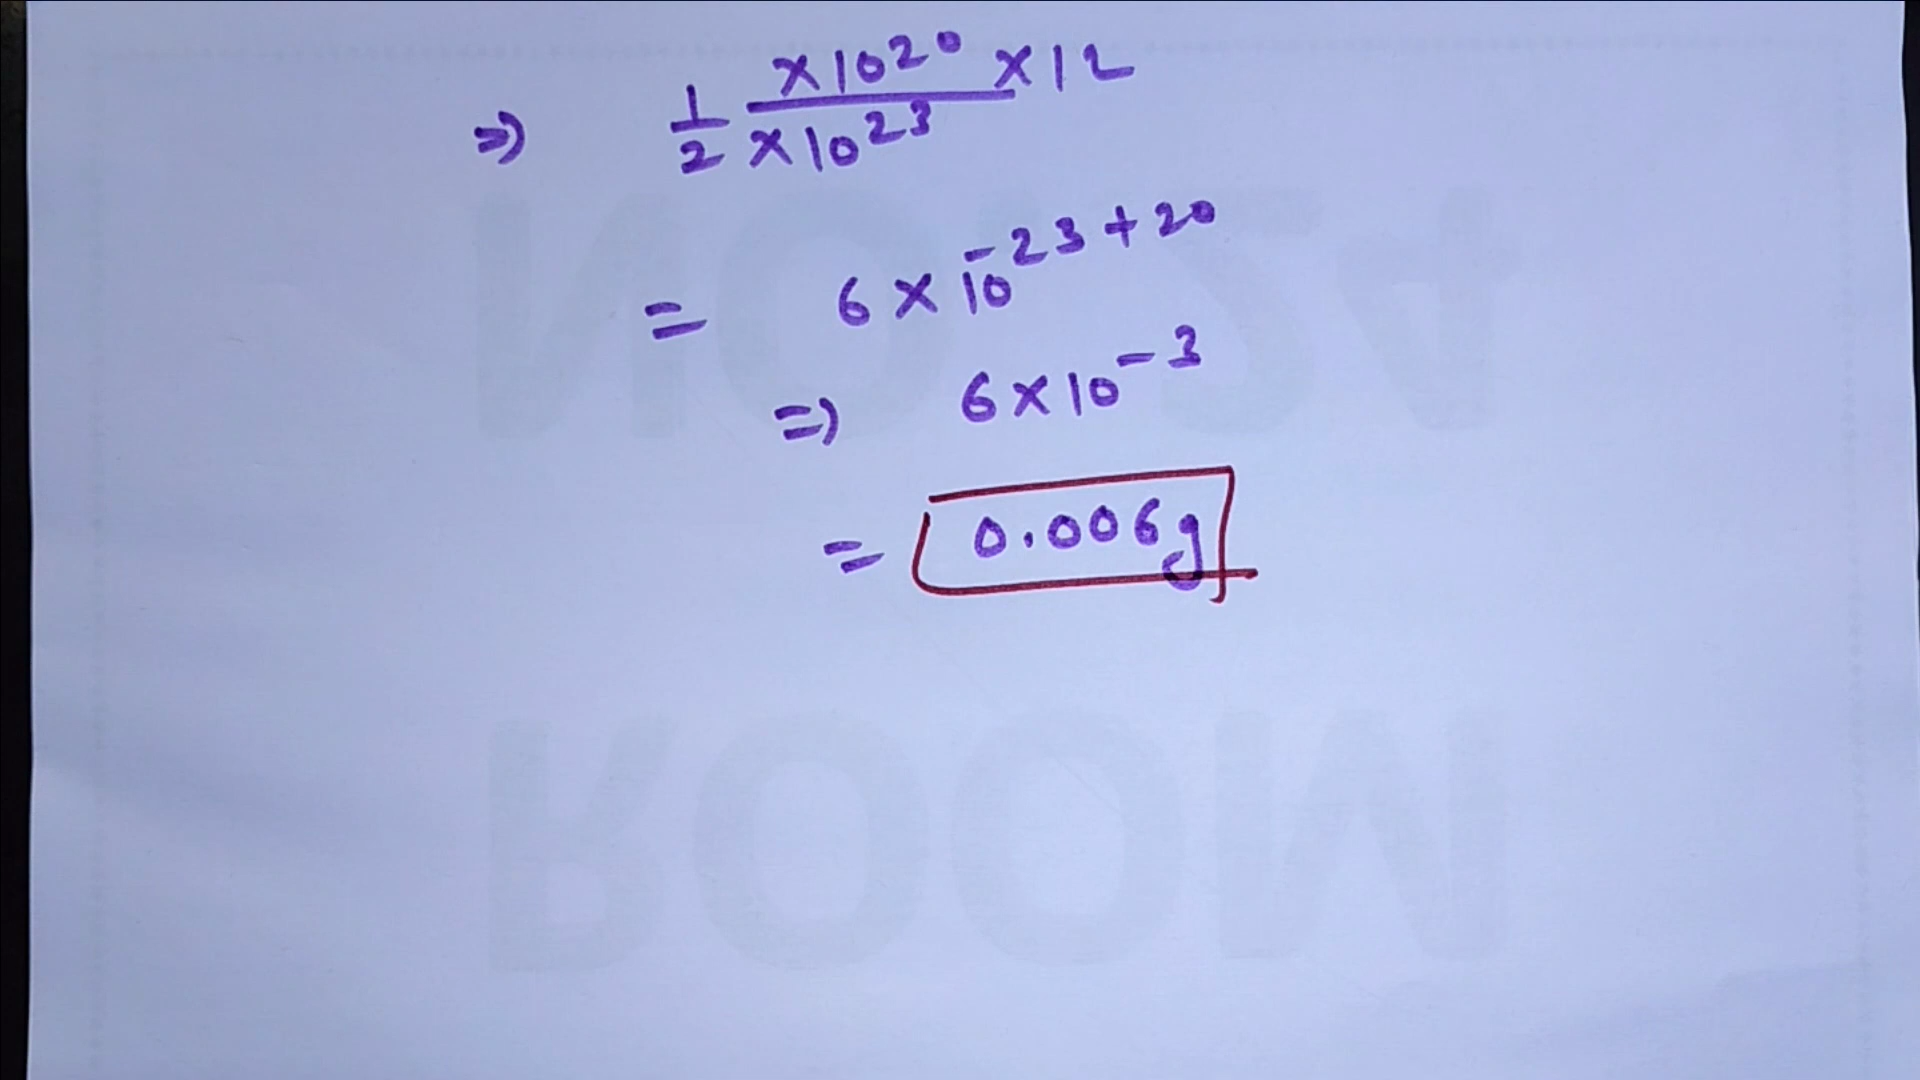 ⇒ 1/2 ×10²⁰/×10²³ ×12
= 6×10⁻²³⁺²⁰
⇒ 6×10⁻³
= 0.006g